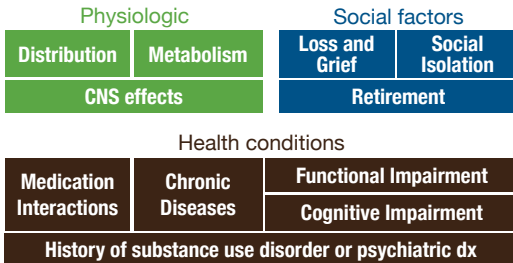 Physiologic
Distribution
Metabolism
CNS effects
Social factors
Loss and
Grief
Social
Isolation
Retirement
Health conditions
Medication
Interactions
Chronic
Diseases
Functional Impairment
Cognitive Impairment
History of substance use disorder or psychiatric dx